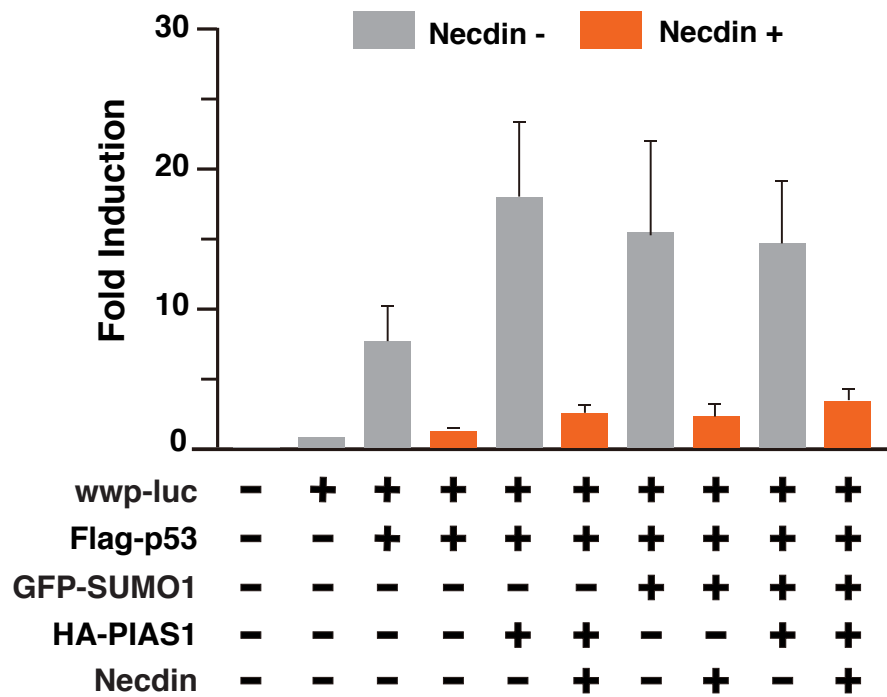 30
Necdin -
Necdin +
20
10
0
Fold Induction
wwp-luc - + + + + + + + + +
Flag-p53 - - + + + + + + + +
GFP-SUMO1 - - - - - - + + + +
HA-PIAS1 - - - - + + - - + +
Necdin - - - - - + - + - +